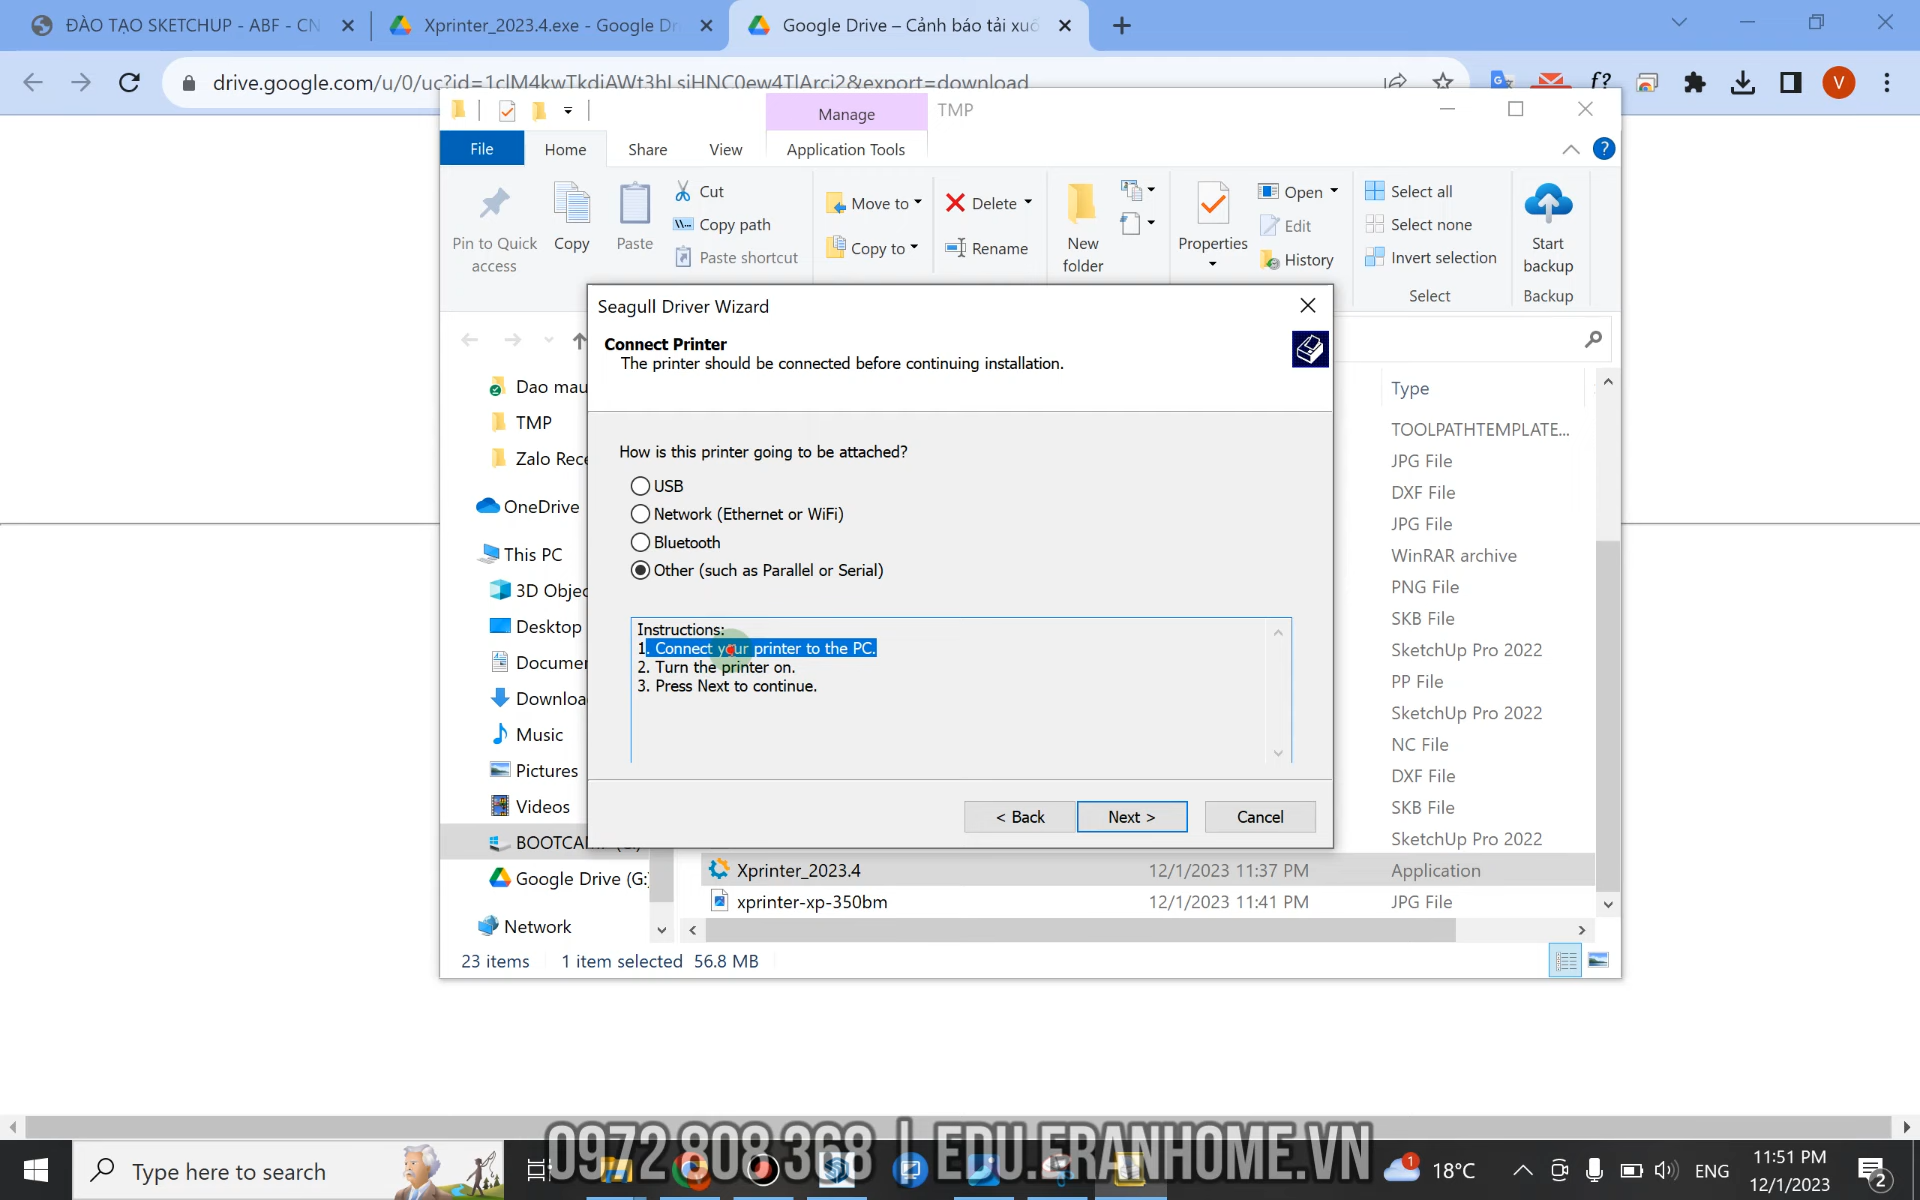 ĐÀO TẠO SKETCHUP - ABF - CN
Xprinter_2023.4.exe - Google Dr
Google Drive – Cảnh báo tải xuố
drive.google.com/u/0/uc?id=1clM4kwTkdiAWt3hLsiHNC0ew4TlArci2&export=download
V
Manage
TMP
File
Home
Share
View
Application Tools
Pin to Quick access
Copy
Paste
Cut
Copy path
Paste shortcut
Move to
Copy to
Delete
Rename
New folder
Properties
Open
Edit
History
Select all
Select none
Invert selection
Select
Start backup
Backup
Seagull Driver Wizard
Connect Printer
The printer should be connected before continuing installation.
How is this printer going to be attached?
USB
Network (Ethernet or WiFi)
Bluetooth
Other (such as Parallel or Serial)
Instructions:
1. Connect your printer to the PC.
2. Turn the printer on.
3. Press Next to continue.
< Back
Next >
Cancel
Dao mau
TMP
Zalo Rece
OneDrive
This PC
3D Objec
Desktop
Documen
Downloa
Music
Pictures
Videos
BOOTCA
Google Drive (G:)
Network
Type
TOOLPATHTEMPLATE...
JPG File
DXF File
JPG File
WinRAR archive
PNG File
SKB File
SketchUp Pro 2022
PP File
SketchUp Pro 2022
NC File
DXF File
SKB File
SketchUp Pro 2022
Xprinter_2023.4 12/1/2023 11:37 PM Application
xprinter-xp-350bm 12/1/2023 11:41 PM JPG File
23 items 1 item selected 56.8 MB
0972 808 368 | EDU.ERANHOME.VN
Type here to search
1
18°C
ENG
11:51 PM
12/1/2023
2